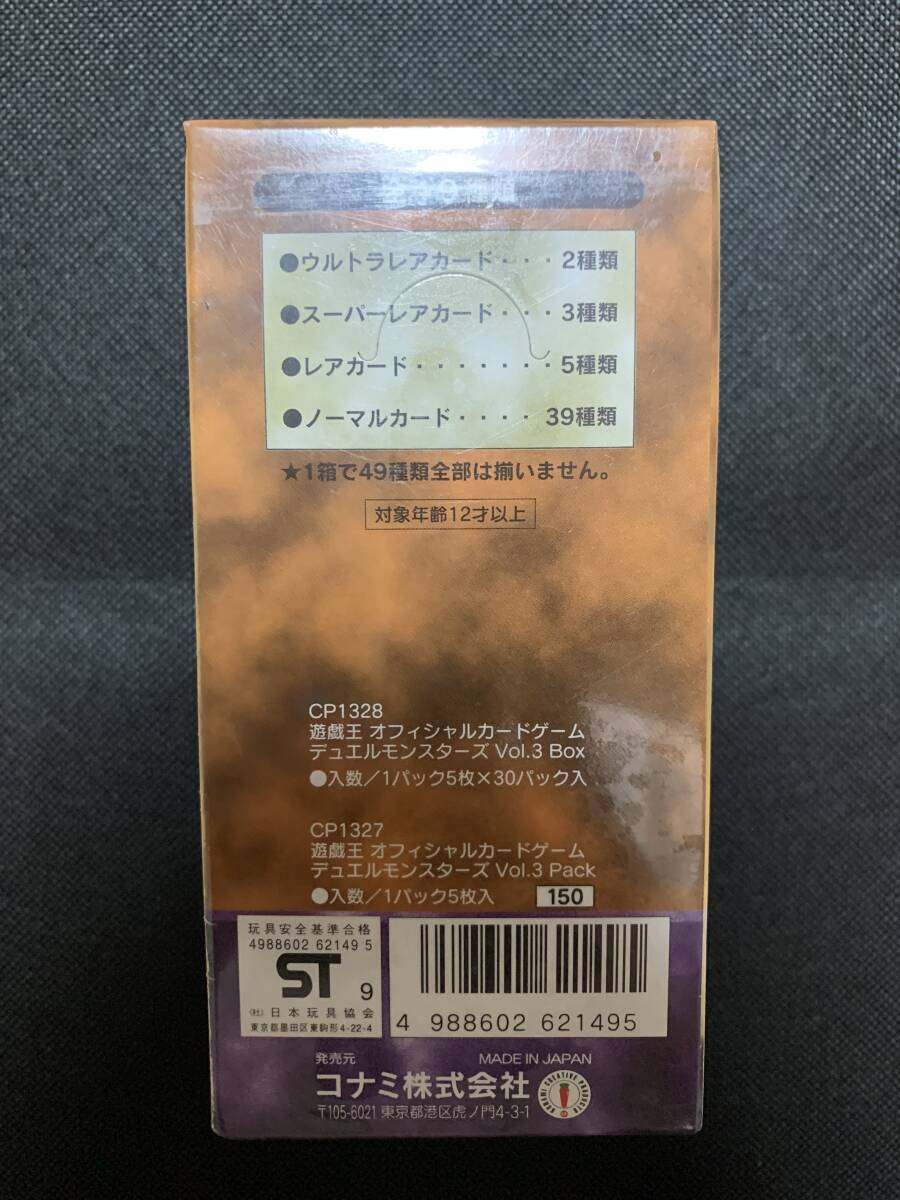 ●ウルトラレアカード・・・2種類
●スーパーレアカード・・・3種類
●レアカード・・・・・・・5種類
●ノーマルカード・・・・39種類
★1箱で49種類全部は揃いません。
対象年齢12才以上
CP1328
遊戯王 オフィシャルカードゲーム
デュエルモンスターズ Vol.3 Box
●入数/1パック5枚×30パック入
CP1327
遊戯王 オフィシャルカードゲーム
デュエルモンスターズ Vol.3 Pack
●入数/1パック5枚入 150
玩具安全基準合格
4988602 62149 5
ST 9
(社)日本玩具協会
東京都墨田区東駒形4-22-4
4 988602 621495
発売元 MADE IN JAPAN
コナミ株式会社
KONAMI CREATIVE PRODUCTS
〒105-6021 東京都港区虎ノ門4-3-1